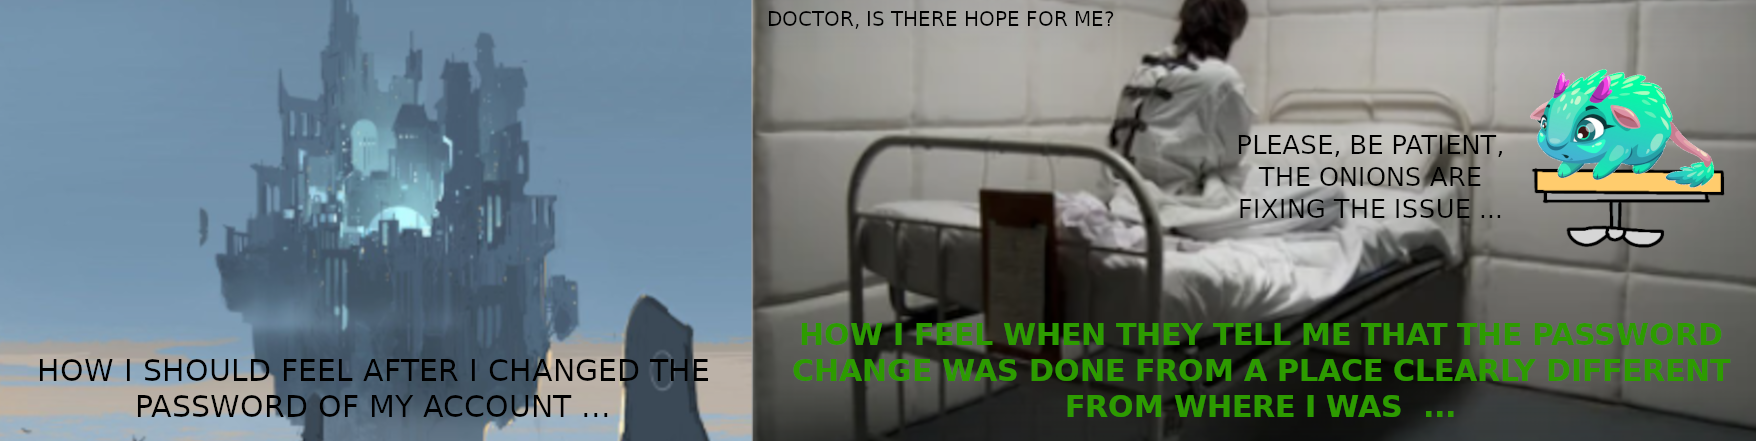 HOW I SHOULD FEEL AFTER I CHANGED THE
PASSWORD OF MY ACCOUNT ...
DOCTOR, IS THERE HOPE FOR ME?
PLEASE, BE PATIENT,
THE ONIONS ARE
FIXING THE ISSUE ...
HOW I FEEL WHEN THEY TELL ME THAT THE PASSWORD
CHANGE WAS DONE FROM A PLACE CLEARLY DIFFERENT
FROM WHERE I WAS ...